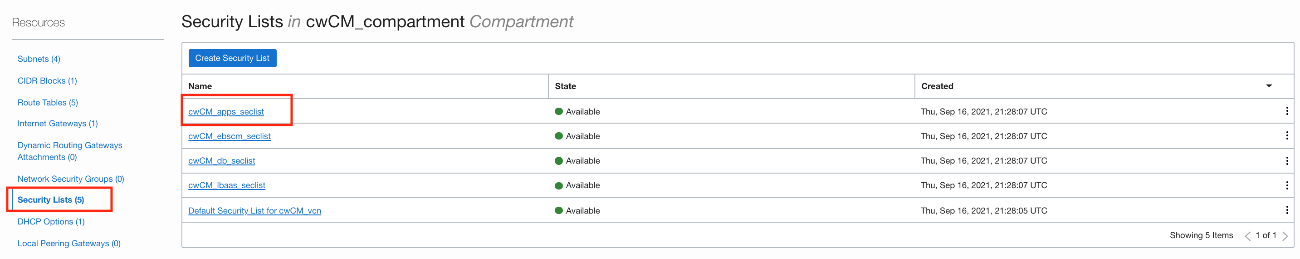 Resources
Subnets (4)
CIDR Blocks (1)
Route Tables (5)
Internet Gateways (1)
Dynamic Routing Gateways
Attachments (0)
Network Security Groups (0)
Security Lists (5)
DHCP Options (1)
Local Peering Gateways (0)
Security Lists in cwCM_compartment Compartment
Create Security List
Name State Created
cwCM_apps_seclist Available Thu, Sep 16, 2021, 21:28:07 UTC
cwCM_ebscm_seclist Available Thu, Sep 16, 2021, 21:28:07 UTC
cwCM_db_seclist Available Thu, Sep 16, 2021, 21:28:07 UTC
cwCM_lbaas_seclist Available Thu, Sep 16, 2021, 21:28:07 UTC
Default Security List for cwCM_vcn Available Thu, Sep 16, 2021, 21:28:05 UTC
Showing 5 Items 1 of 1